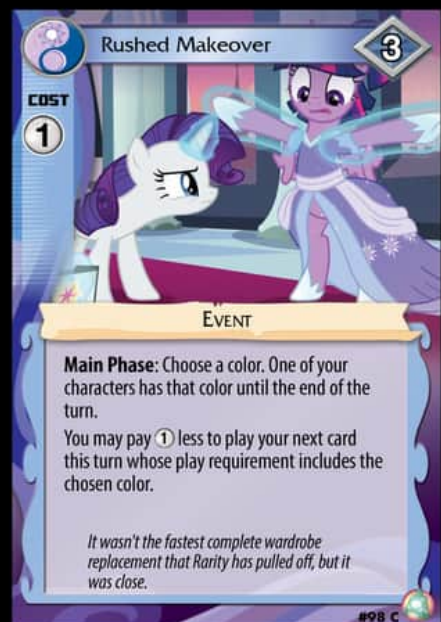 Rushed Makeover
3
COST
1
EVENT
Main Phase: Choose a color. One of your
characters has that color until the end of the
turn.
You may pay 1 less to play your next card
this turn whose play requirement includes the
chosen color.
It wasn't the fastest complete wardrobe
replacement that Rarity has pulled off, but it
was close.
#98 C